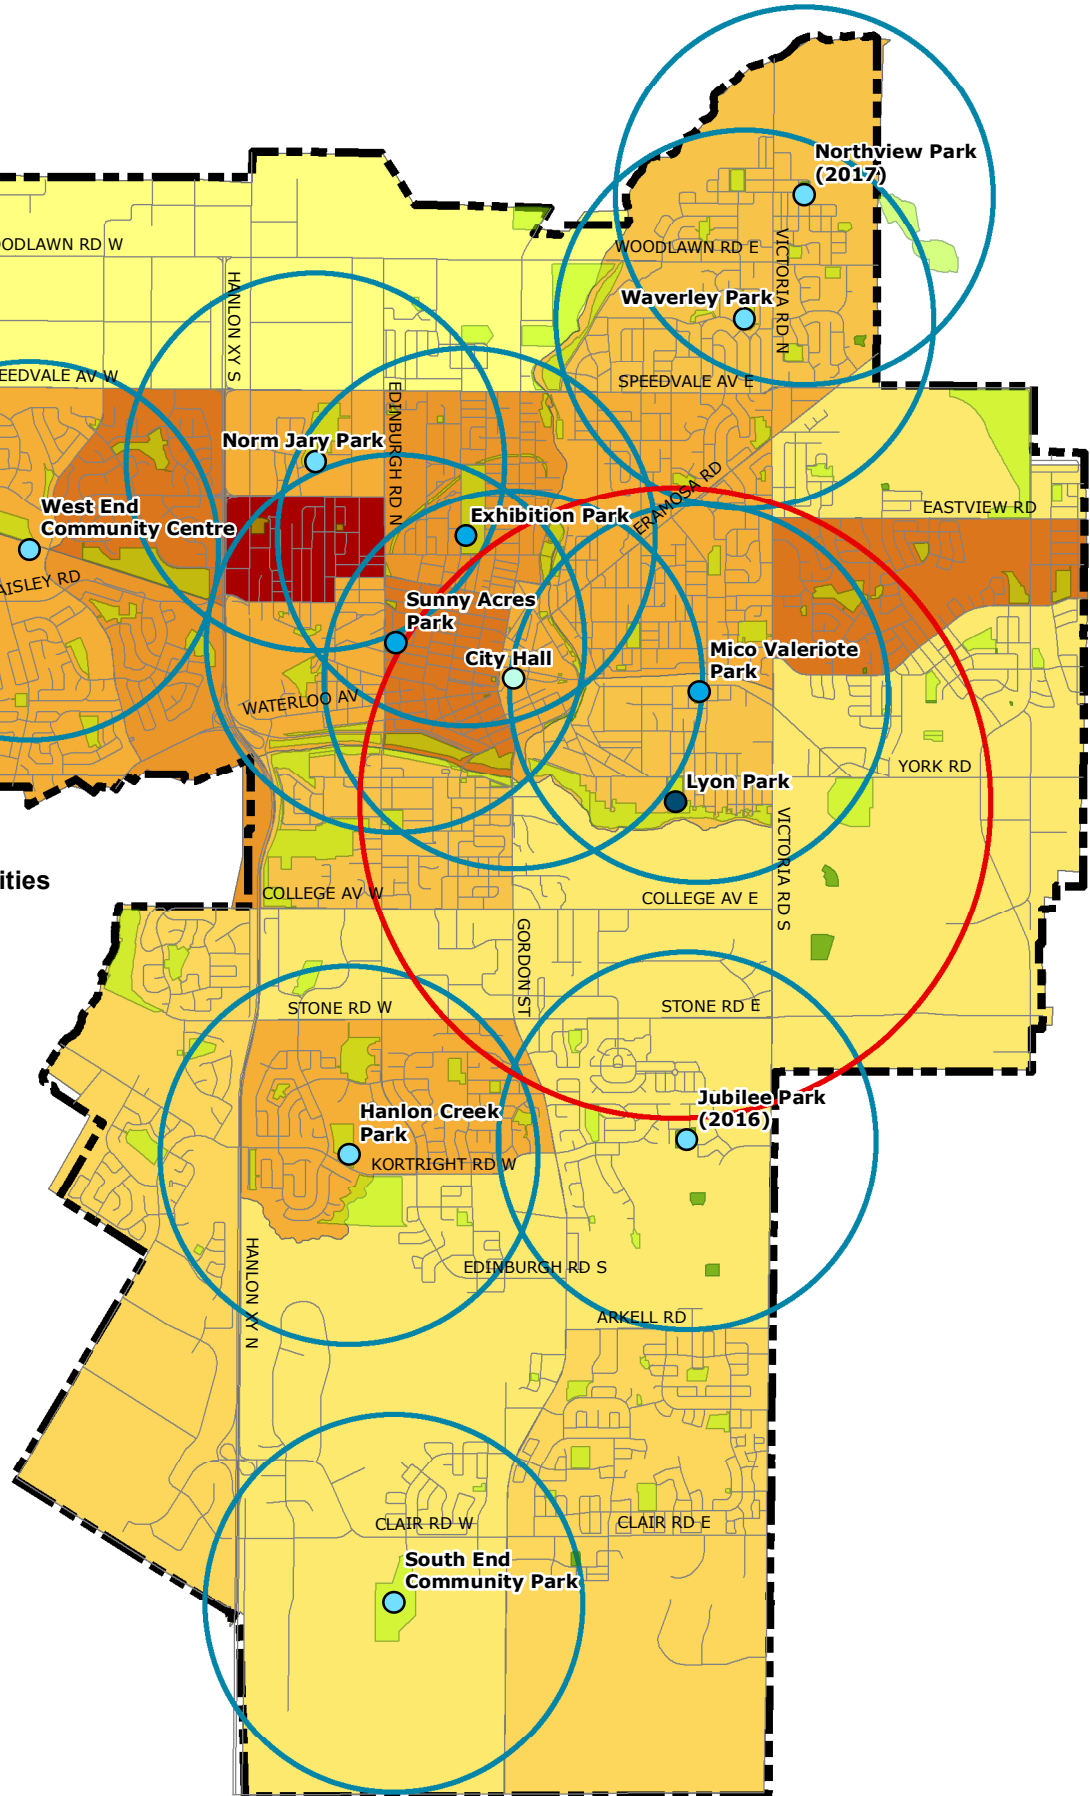 Northview Park
(2017)
OODLAWN RD W
WOODLAWN RD E
VICTORIA RD N
HANLON XY S
Waverley Park
EEDVALE AV W
SPEEDVALE AV E
EDINBURGH RD N
Norm Jary Park
ERAMOSA RD
West End
Community Centre
Exhibition Park
EASTVIEW RD
AISLEY RD
Sunny Acres
Park
City Hall
Mico Valeriote
Park
WATERLOO AV
YORK RD
Lyon Park
VICTORIA RD S
ities
COLLEGE AV W
COLLEGE AV E
GORDON ST
STONE RD W
STONE RD E
Jubilee Park
(2016)
Hanlon Creek
Park
KORTRIGHT RD W
HANLON XY N
EDINBURGH RD S
ARKELL RD
CLAIR RD W
CLAIR RD E
South End
Community Park